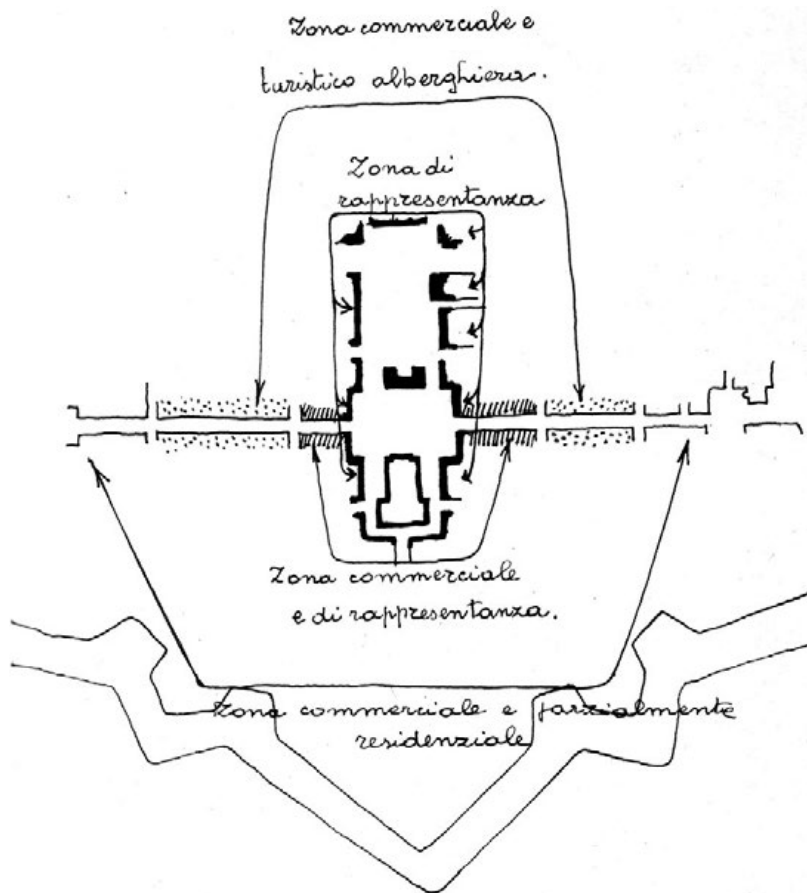 Zona commerciale e
turistico alberghiera.
Zona di
rappresentanza
Zona commerciale
e di rappresentanza.
Zona commerciale e parzialmente
residenziale